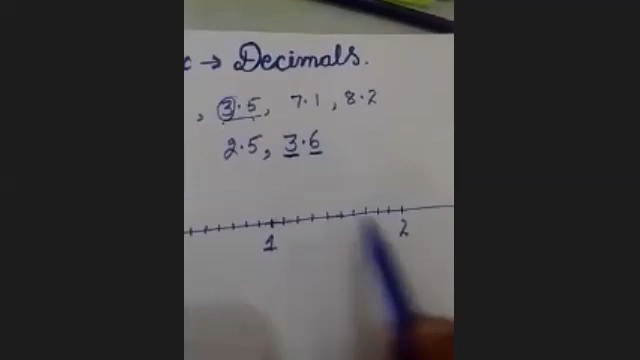 → Decimals.
, 3.5, 7.1, 8.2
2.5, 3.6
1 2